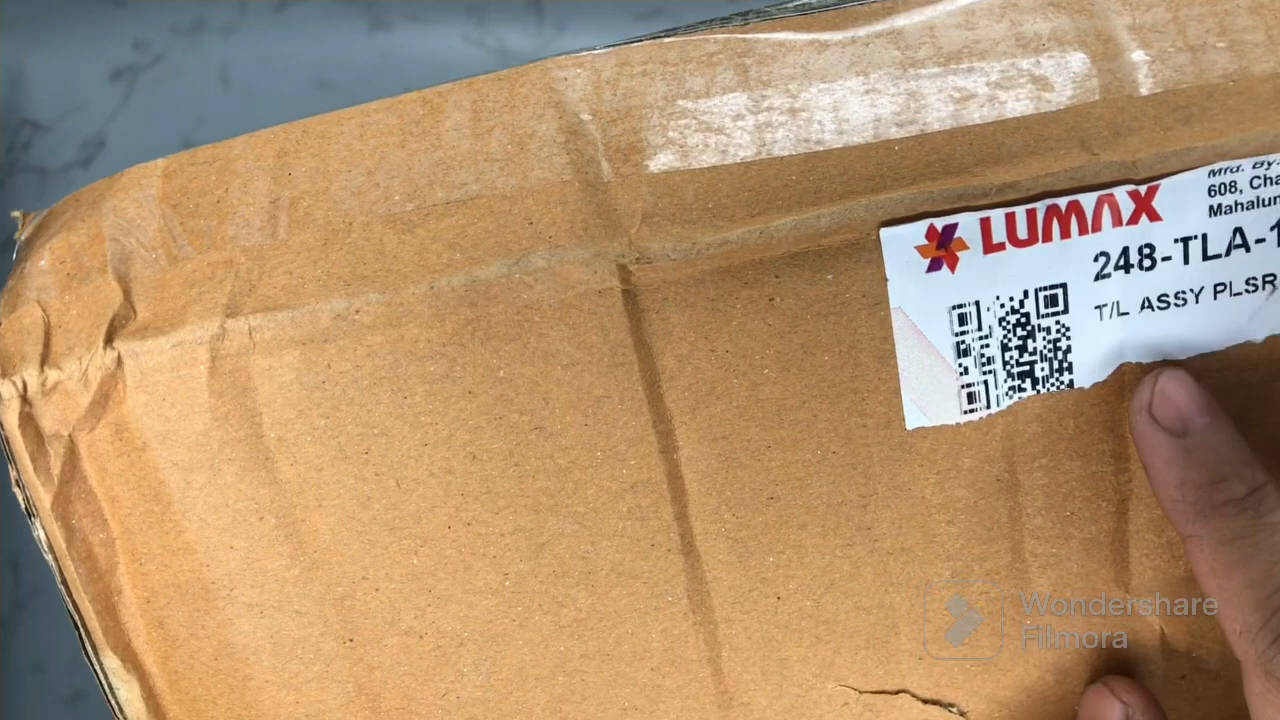 LUMAX
Mfd. By:
608, Cha
Mahalun
248-TLA-1
T/L ASSY PLSR
Wondershare
Filmora